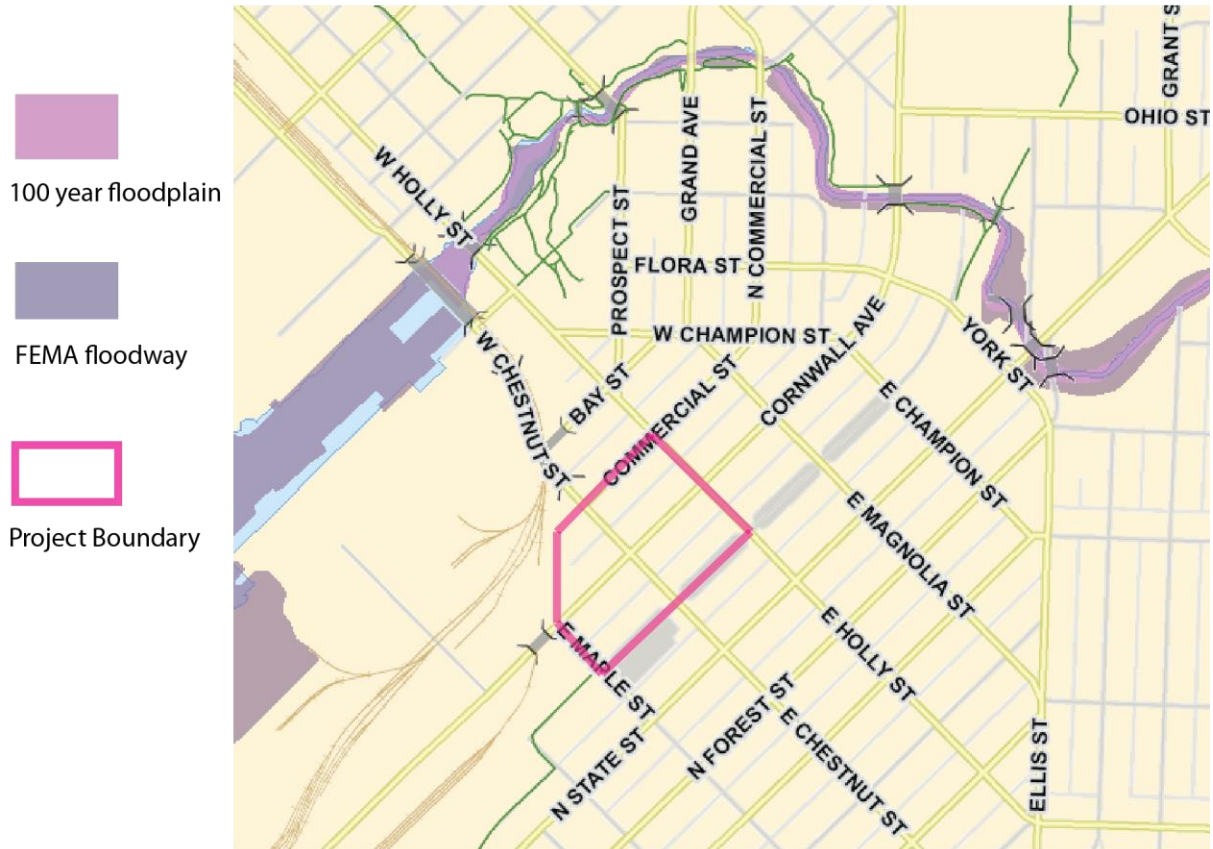 100 year floodplain
FEMA floodway
Project Boundary
GRANT S
OHIO ST
W HOLLY ST
PROSPECT ST
GRAND AVE
N COMMERCIAL ST
FLORA ST
W CHAMPION ST
YORK ST
W CHESTNUT ST
BAY ST
COMMERCIAL ST
CORNWALL AVE
E CHAMPION ST
E MAGNOLIA ST
E HOLLY ST
E MAPLE ST
N STATE ST
N FOREST ST
E CHESTNUT ST
ELLIS ST